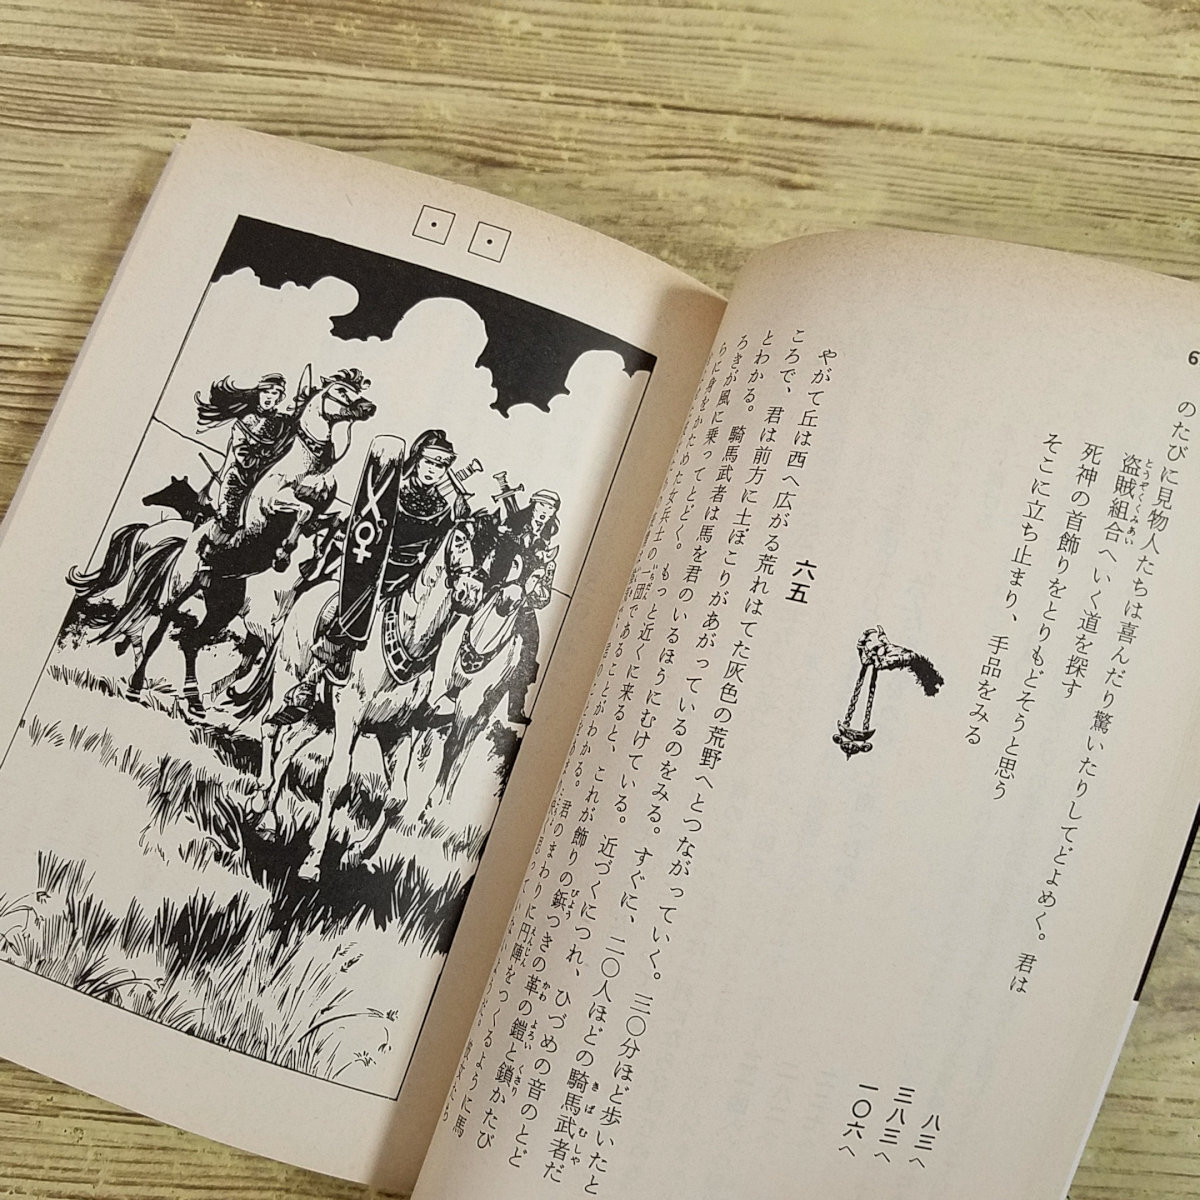 6
のたびに見物人たちは喜んだり驚いたりしてどよめく。君は
盗賊組合へいく道を探す 八三へ
死神の首飾りをとりもどそうと思う 三八三へ
そこに立ち止まり、手品をみる 一〇六へ
六五
やがて丘は西へ広がる荒れはてた灰色の荒野へとつながっていく。三〇分ほど歩いたと
ころで、君は前方に土ぼこりがあがっているのをみる。すぐに、二〇人ほどの騎馬武者だ
とわかる。騎馬武者は馬を君のいるほうにむけている。近づくにつれ、ひづめの音のとど
ろきが風に乗ってとどく。もっと近くに来ると、これが飾りの鋲つきの革の鎧と鎖かたび
らに身をかためた女兵士の一団であることがわかる。君のまわりに円陣をつくるように馬